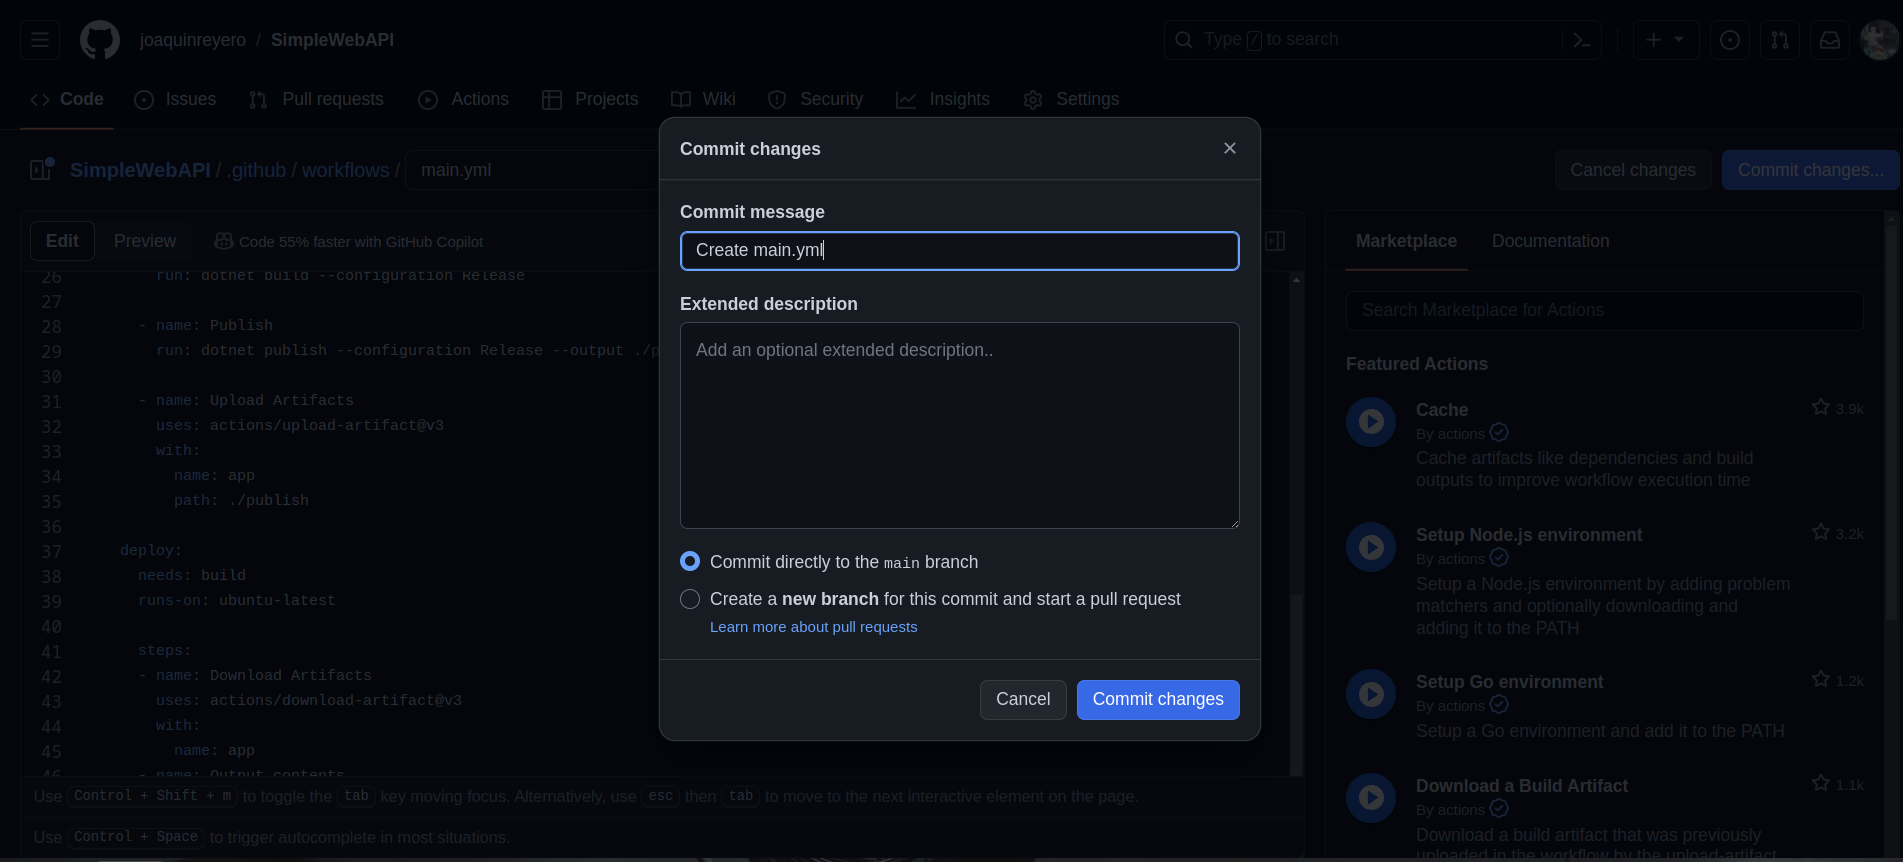 joaquinreyero / SimpleWebAPI
Type / to search
Code Issues Pull requests Actions Projects Wiki Security Insights Settings
SimpleWebAPI / .github / workflows / main.yml
Cancel changes Commit changes...
Edit Preview Code 55% faster with GitHub Copilot
26 run: dotnet build --configuration Release
27
28 - name: Publish
29 run: dotnet publish --configuration Release --output ./p
30
31 - name: Upload Artifacts
32 uses: actions/upload-artifact@v3
33 with:
34 name: app
35 path: ./publish
36
37 deploy:
38 needs: build
39 runs-on: ubuntu-latest
40
41 steps:
42 - name: Download Artifacts
43 uses: actions/download-artifact@v3
44 with:
45 name: app
46 - name: Output contents
Use Control + Shift + m to toggle the tab key moving focus. Alternatively, use esc then tab to move to the next interactive element on the page.
Use Control + Space to trigger autocomplete in most situations.
Commit changes
Commit message
Create main.yml
Extended description
Add an optional extended description..
Commit directly to the main branch
Create a new branch for this commit and start a pull request
Learn more about pull requests
Cancel Commit changes
Marketplace Documentation
Search Marketplace for Actions
Featured Actions
Cache 3.9k
By actions
Cache artifacts like dependencies and build
outputs to improve workflow execution time
Setup Node.js environment 3.2k
By actions
Setup a Node.js environment by adding problem
matchers and optionally downloading and
adding it to the PATH
Setup Go environment 1.2k
By actions
Setup a Go environment and add it to the PATH
Download a Build Artifact 1.1k
By actions
Download a build artifact that was previously
uploaded in the workflow by the upload-artifact